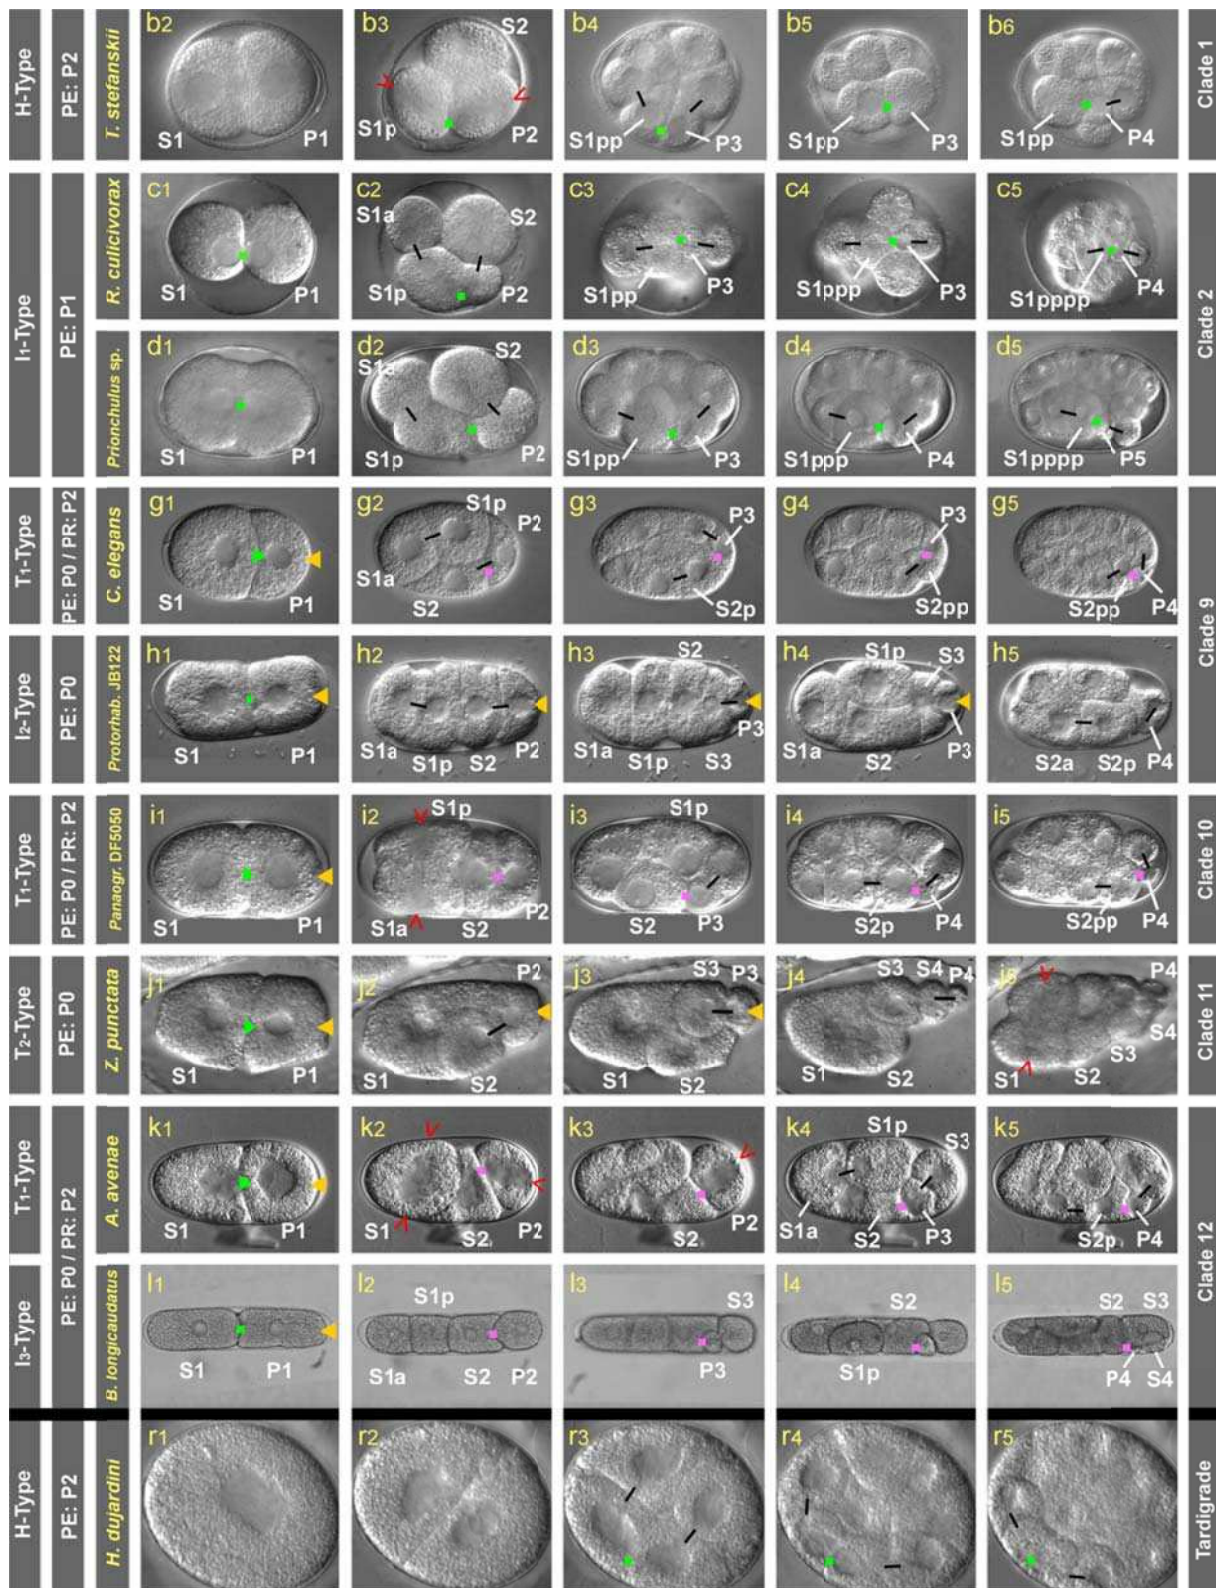 H-Type
PE: P2
T. stefanskii
b2
S1
P1
b3
S2
S1p
P2
b4
S1pp
P3
b5
S1pp
P3
b6
S1pp
P4
Clade 1
I1-Type
PE: P1
R. culicivorax
c1
S1
P1
c2
S1a
S2
S1p
P2
c3
S1pp
P3
c4
S1ppp
P3
c5
S1pppp
P4
Clade 2
Prionchulus sp.
d1
S1
P1
d2
S1a
S2
S1p
P2
d3
S1pp
P3
d4
S1ppp
P4
d5
S1pppp
P5
T1-Type
PE: P0 / PR: P2
C. elegans
g1
S1
P1
g2
S1p
P2
S1a
S2
g3
P3
S2p
g4
P3
S2pp
g5
S2pp
P4
Clade 9
I2-Type
PE: P0
Protorhab. JB122
h1
S1
P1
h2
S1a
S1p
S2
P2
h3
S2
P3
S1a
S1p
S3
h4
S1p
S3
S1a
S2
P3
h5
S2a
S2p
P4
T1-Type
PE: P0 / PR: P2
Panaogr. DF5050
i1
S1
P1
i2
S1p
P2
S1a
S2
i3
S1p
S2
P3
i4
S2p
P4
i5
S2pp
P4
Clade 10
T2-Type
PE: P0
Z. punctata
j1
S1
P1
j2
P2
S1
S2
j3
S3
P3
S1
S2
j4
S3
S4
P4
S1
S2
P4
S4
S3
S1
S2
Clade 11
T1-Type
PE: P0 / PR: P2
A. avenae
k1
S1
P1
k2
S1
S2
P2
k3
S2
P2
k4
S1p
S3
S1a
S2
P3
k5
S2p
P4
Clade 12
I3-Type
B. longicaudatus
l1
S1
P1
l2
S1p
S1a
S2
P2
l3
S3
P3
l4
S2
S1p
l5
S2
S3
P4
S4
H-Type
PE: P2
H. dujardini
r1
r2
r3
r4
r5
Tardigrade